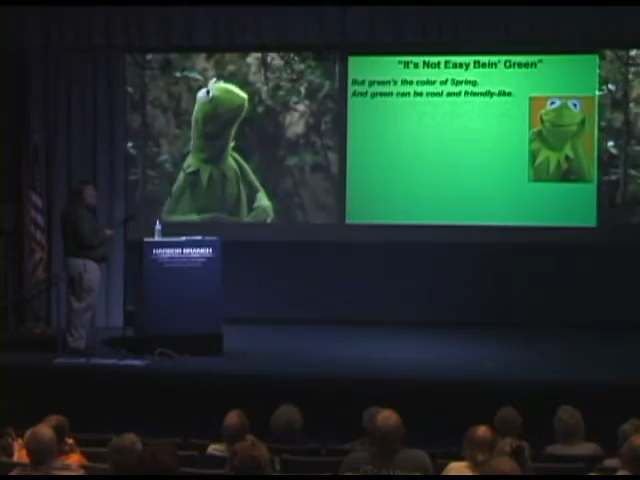 "It's Not Easy Bein' Green"
But green's the color of Spring.
And green can be cool and friendly-like.
HARBOR BRANCH